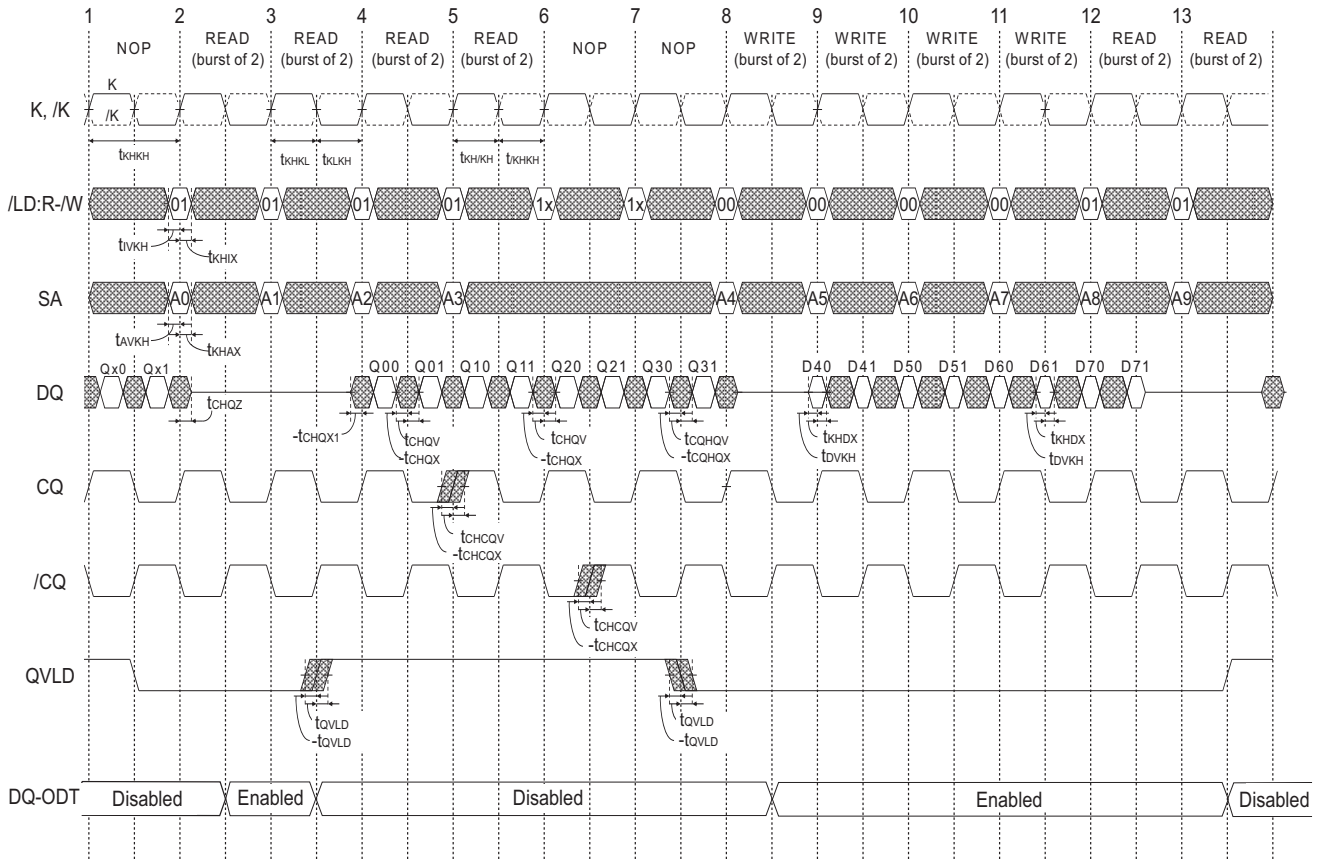 1 2 3 4 5 6 7 8 9 10 11 12 13
NOP READ READ READ READ NOP NOP WRITE WRITE WRITE WRITE READ READ
(burst of 2) (burst of 2) (burst of 2) (burst of 2) (burst of 2) (burst of 2) (burst of 2) (burst of 2) (burst of 2) (burst of 2)
K
K, /K
/K
tKHKH tKHKL tKLKH tKH/KH t/KHKH
/LD:R-/W 01 01 01 01 1x 1x 00 00 00 00 01 01
tIVKH tKHIX
SA A0 A1 A2 A3 A4 A5 A6 A7 A8 A9
tAVKH tKHAX
Qx0 Qx1 Q00 Q01 Q10 Q11 Q20 Q21 Q30 Q31 D40 D41 D50 D51 D60 D61 D70 D71
DQ
tCHQZ -tCHQX1 tCHQV tCHQV tCQHQV tKHDX tKHDX
-tCHQX -tCHQX -tCQHQX tDVKH tDVKH
CQ
tCHCQV
-tCHCQX
/CQ
tCHCQV
-tCHCQX
QVLD
tQVLD tQVLD
-tQVLD -tQVLD
DQ-ODT Disabled Enabled Disabled Enabled Disabled